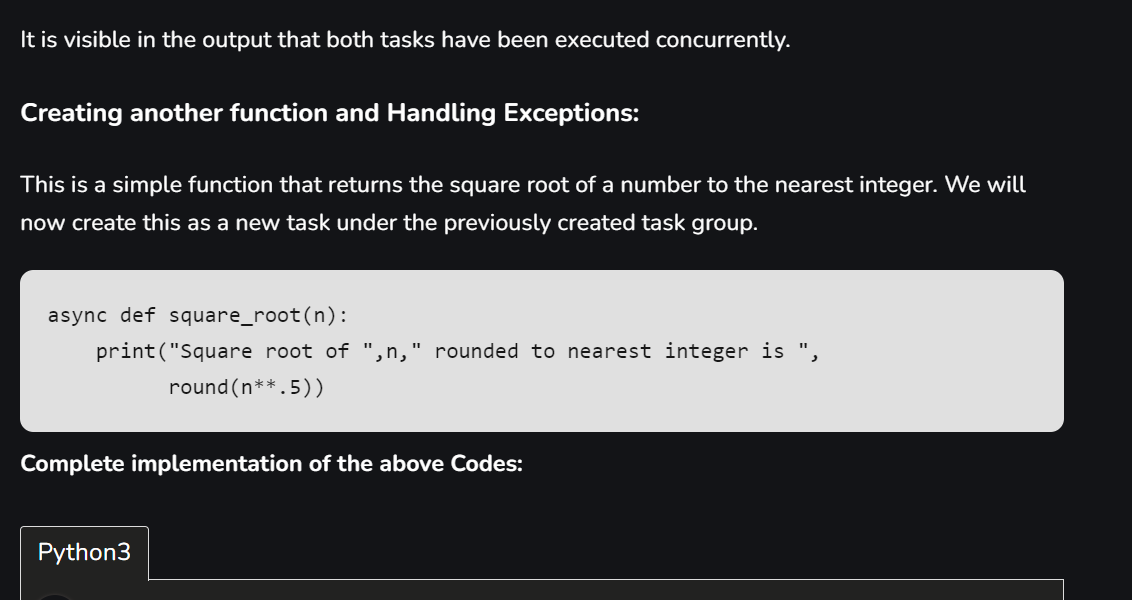 It is visible in the output that both tasks have been executed concurrently.
Creating another function and Handling Exceptions:
This is a simple function that returns the square root of a number to the nearest integer. We will
now create this as a new task under the previously created task group.
async def square_root(n):
    print("Square root of ",n," rounded to nearest integer is ",
          round(n**.5))
Complete implementation of the above Codes:
Python3